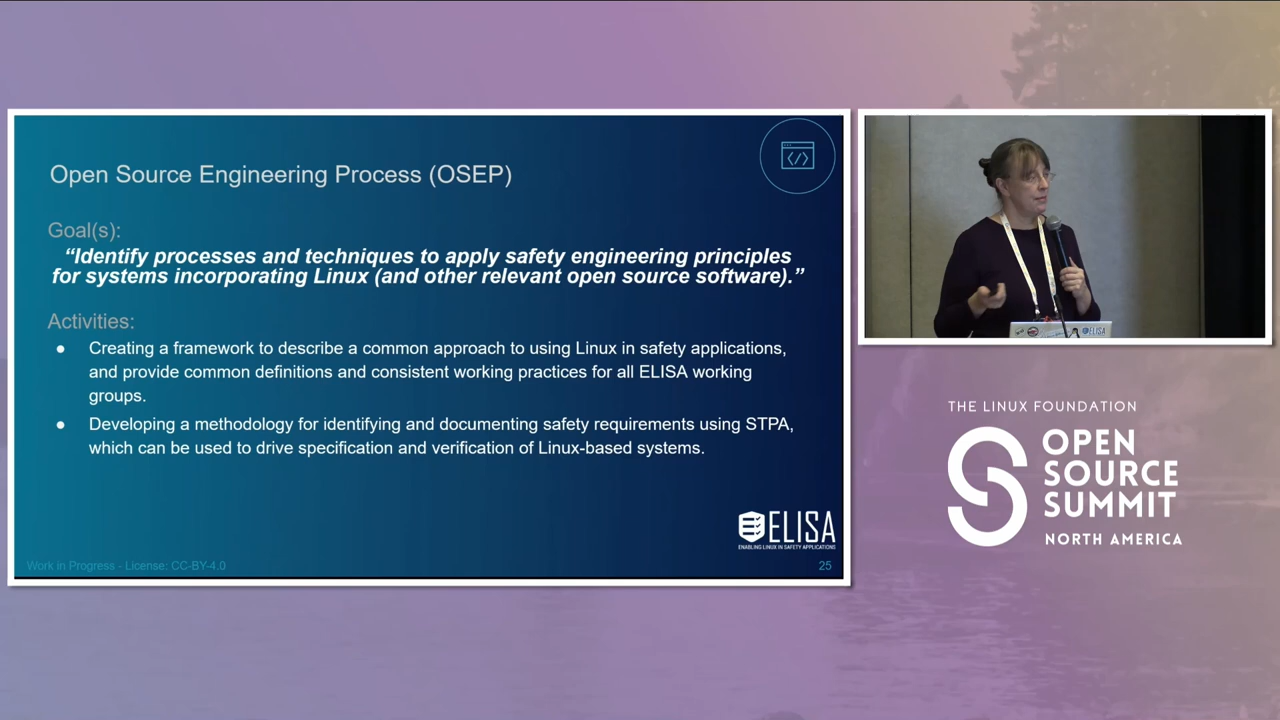 Open Source Engineering Process (OSEP)
Goal(s):
“Identify processes and techniques to apply safety engineering principles
for systems incorporating Linux (and other relevant open source software).”
Activities:
● Creating a framework to describe a common approach to using Linux in safety applications,
and provide common definitions and consistent working practices for all ELISA working
groups.
● Developing a methodology for identifying and documenting safety requirements using STPA,
which can be used to drive specification and verification of Linux-based systems.
ELISA
ENABLING LINUX IN SAFETY APPLICATIONS
Work in Progress - License: CC-BY-4.0
25
ELISA
THE LINUX FOUNDATION
OPEN
SOURCE
SUMMIT
NORTH AMERICA